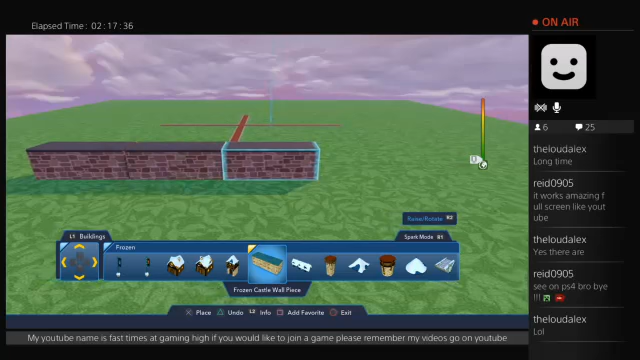 Elapsed Time : 02:17:36
ON AIR
6
25
theloudalex
Long time
reid0905
it works amazing f
ull screen like yout
ube
theloudalex
Yes there are
reid0905
see on ps4 bro bye
!!!
theloudalex
Lol
Raise/Rotate R2
L1 Buildings
Spark Mode R1
Frozen
Frozen Castle Wall Piece
Place
Undo
L2 Info
Add Favorite
Exit
My youtube name is fast times at gaming high if you would like to join a game please remember my videos go on youtube